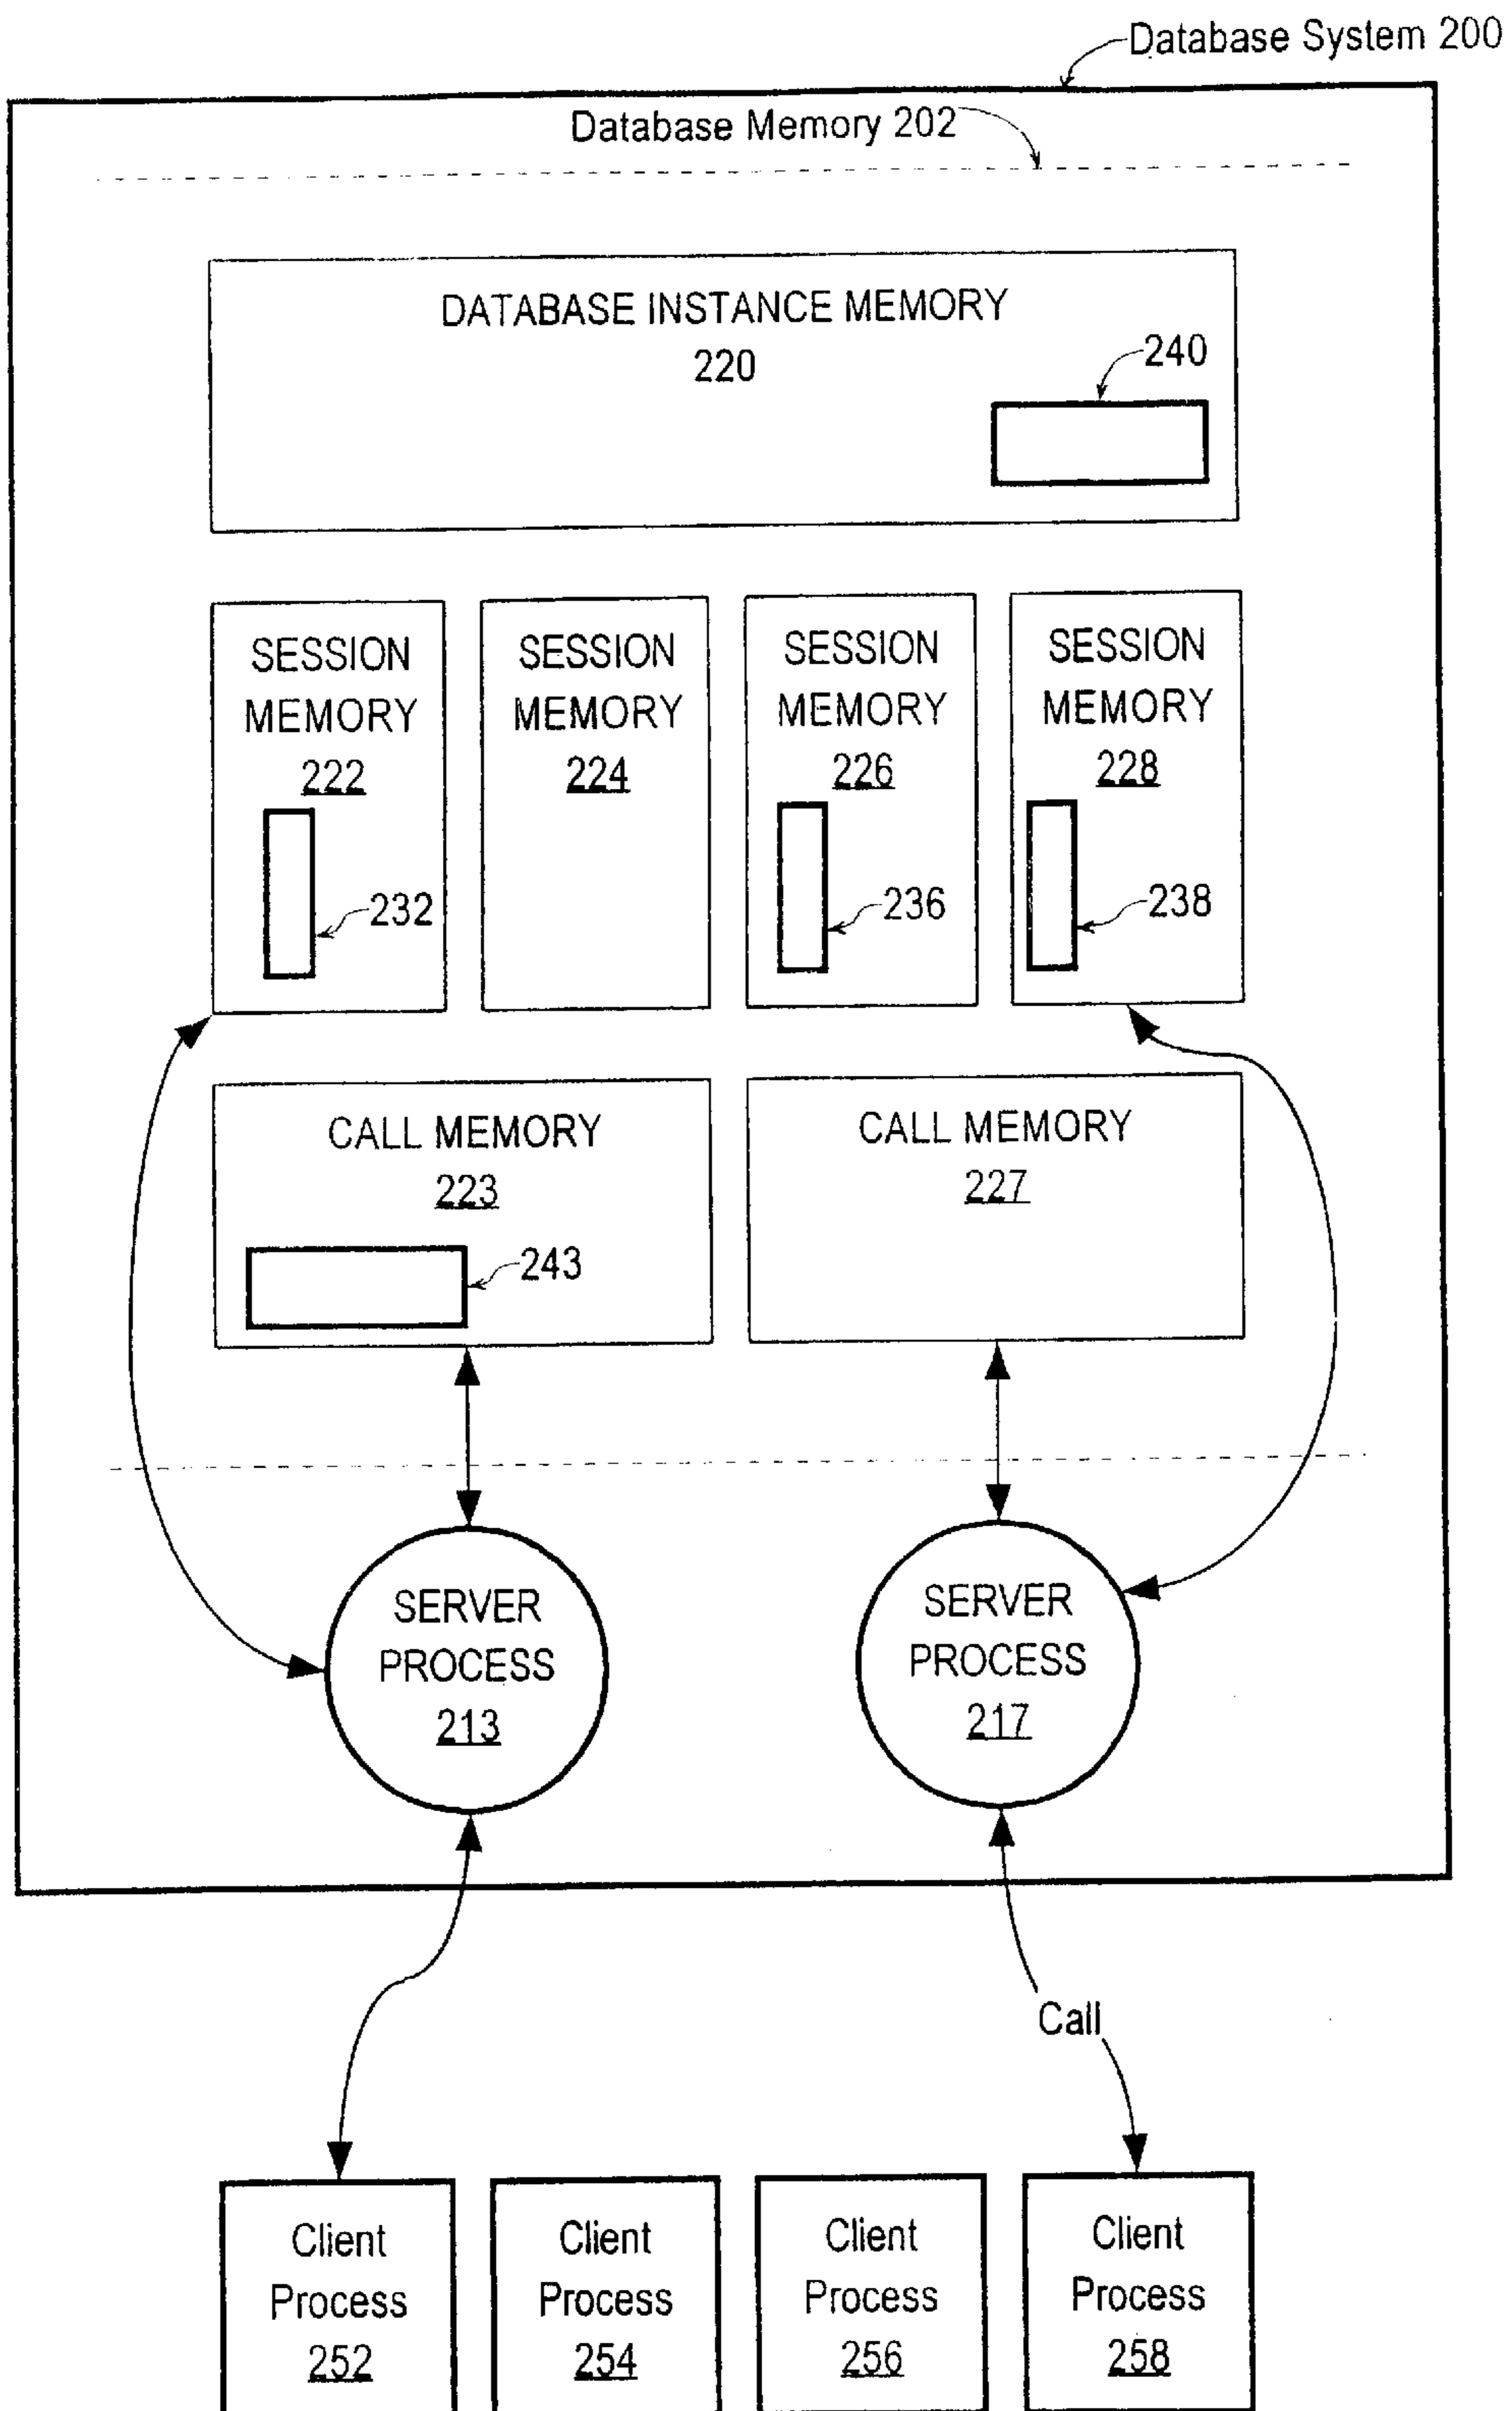 Database System 200
Database Memory 202
DATABASE INSTANCE MEMORY
220
240
SESSION
MEMORY
222
232
SESSION
MEMORY
224
SESSION
MEMORY
226
236
SESSION
MEMORY
228
238
CALL MEMORY
223
243
CALL MEMORY
227
SERVER
PROCESS
213
SERVER
PROCESS
217
Call
Client
Process
252
Client
Process
254
Client
Process
256
Client
Process
258